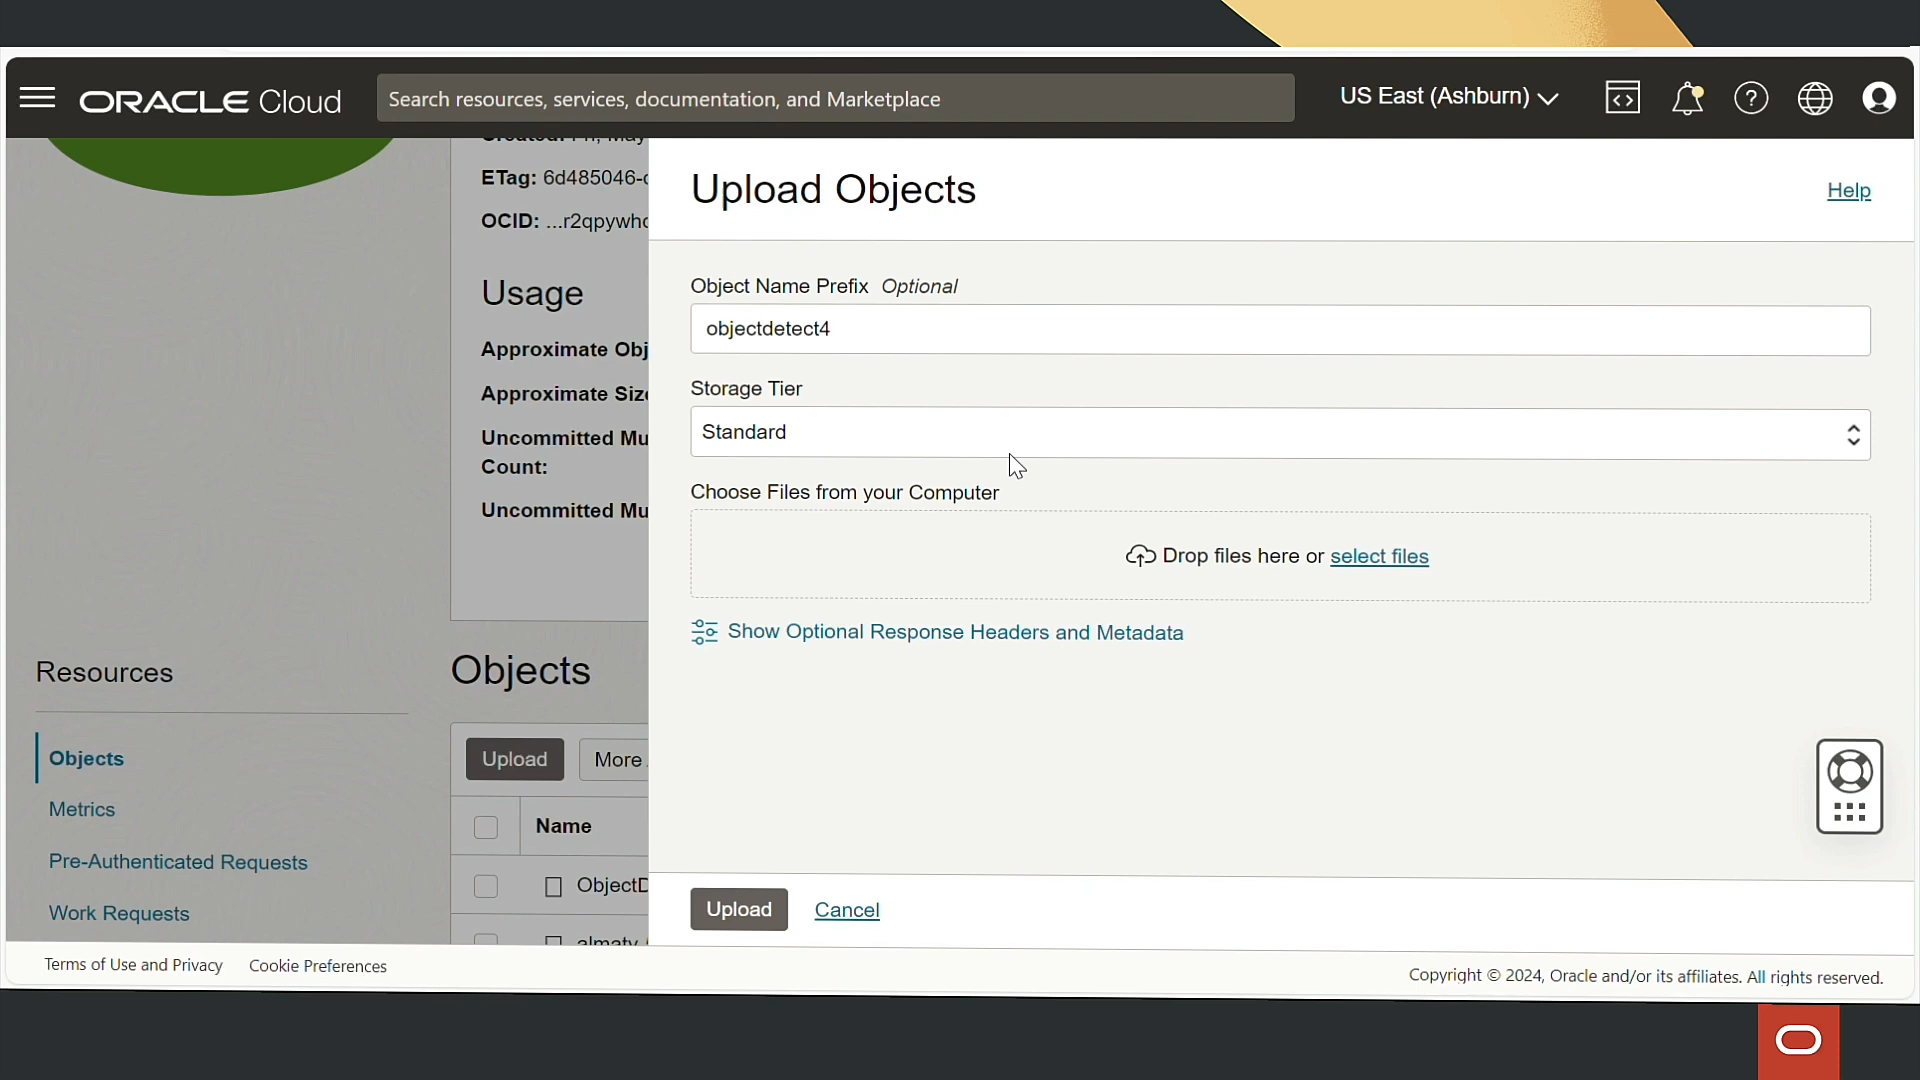 ORACLE Cloud
Search resources, services, documentation, and Marketplace
US East (Ashburn)
ETag: 6d485046-
OCID: ...r2qpywh
Usage
Approximate Obj
Approximate Size
Uncommitted Mu
Count:
Uncommitted Mu
Resources
Objects
Metrics
Pre-Authenticated Requests
Work Requests
Objects
Upload More
Name
ObjectD
almaty
Upload Objects
Help
Object Name Prefix Optional
objectdetect4
Storage Tier
Standard
Choose Files from your Computer
Drop files here or select files
Show Optional Response Headers and Metadata
Upload Cancel
Terms of Use and Privacy Cookie Preferences
Copyright © 2024, Oracle and/or its affiliates. All rights reserved.